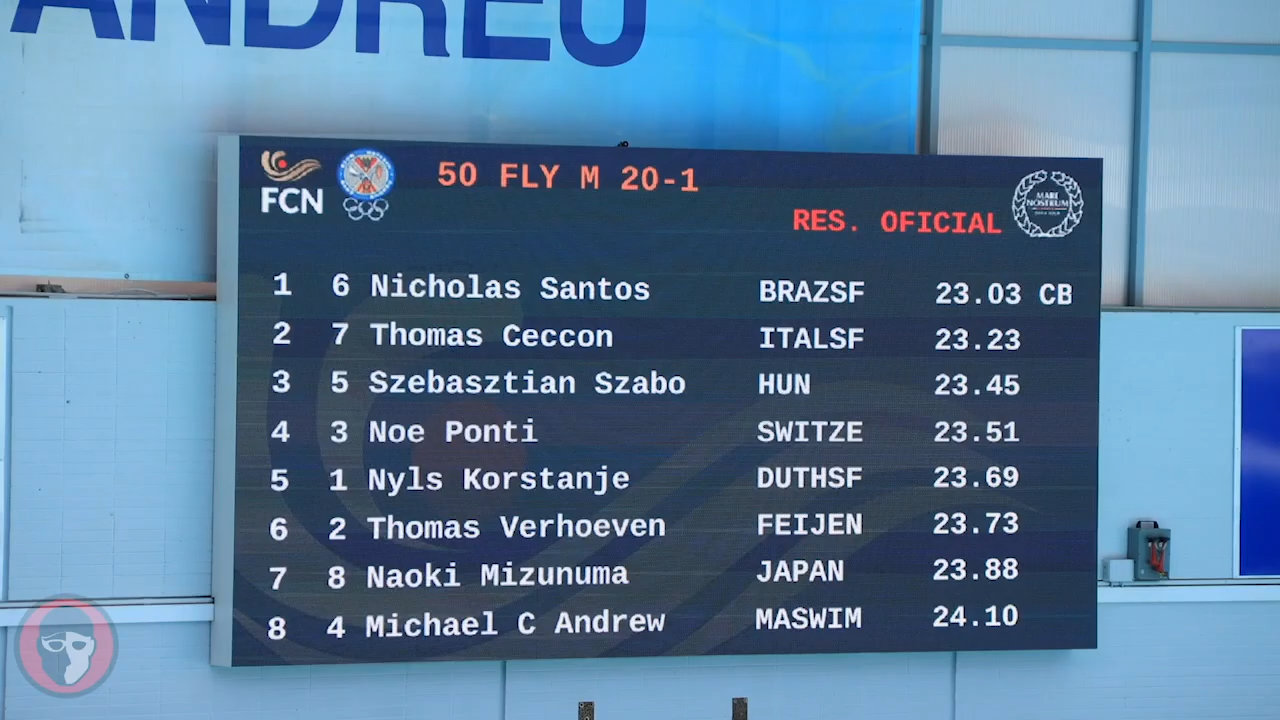 ANDREU
FCN
50 FLY M 20-1
RES. OFICIAL
MARE
NOSTRUM
1 6 Nicholas Santos BRAZSF 23.03 CB
2 7 Thomas Ceccon ITALSF 23.23
3 5 Szebasztian Szabo HUN 23.45
4 3 Noe Ponti SWITZE 23.51
5 1 Nyls Korstanje DUTHSF 23.69
6 2 Thomas Verhoeven FEIJEN 23.73
7 8 Naoki Mizunuma JAPAN 23.88
8 4 Michael C Andrew MASWIM 24.10